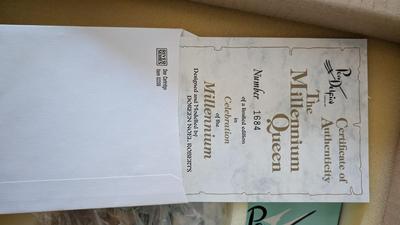 Certificate of
Authenticity
The
Millennium
Queen
Number 1684
of a limited edition
in
Celebration
of the
Millennium
Designed and Modelled by
DOREEN NOEL ROBERTS